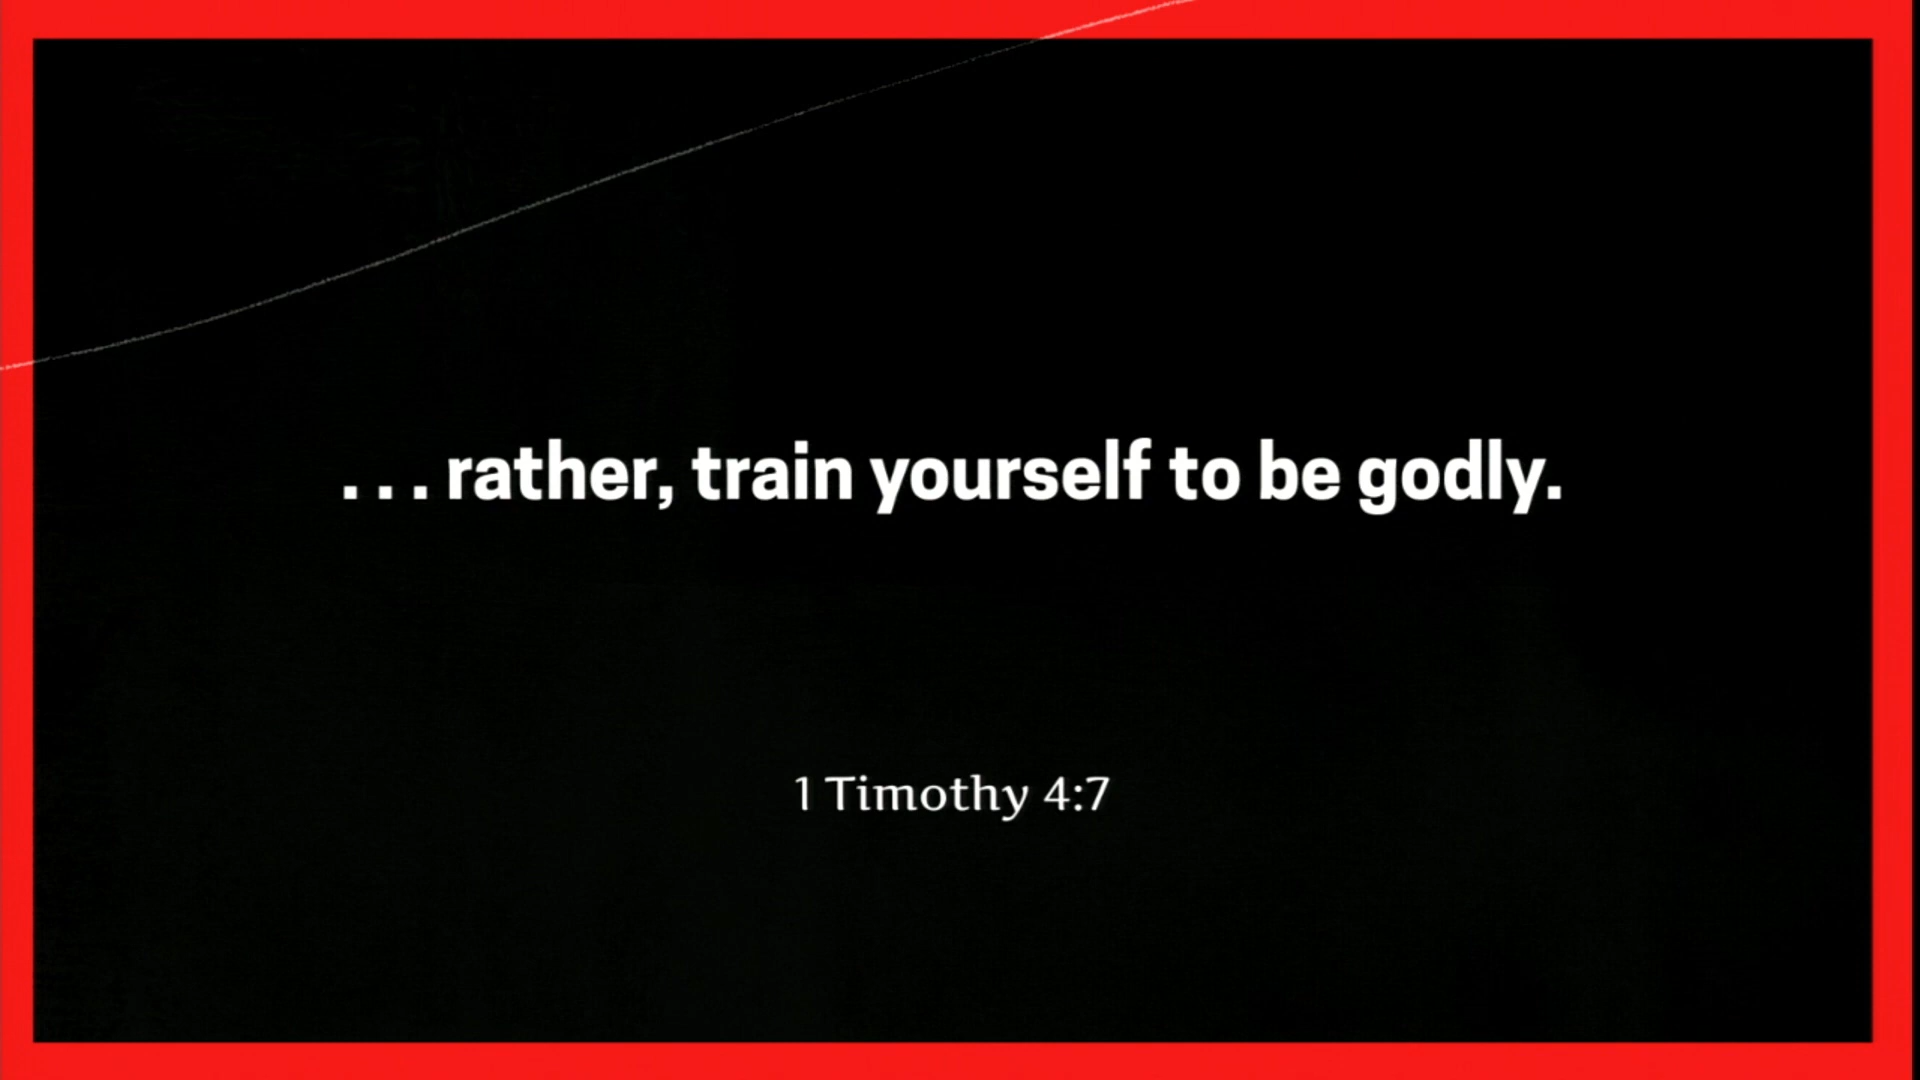 . . . rather, train yourself to be godly.
1 Timothy 4:7